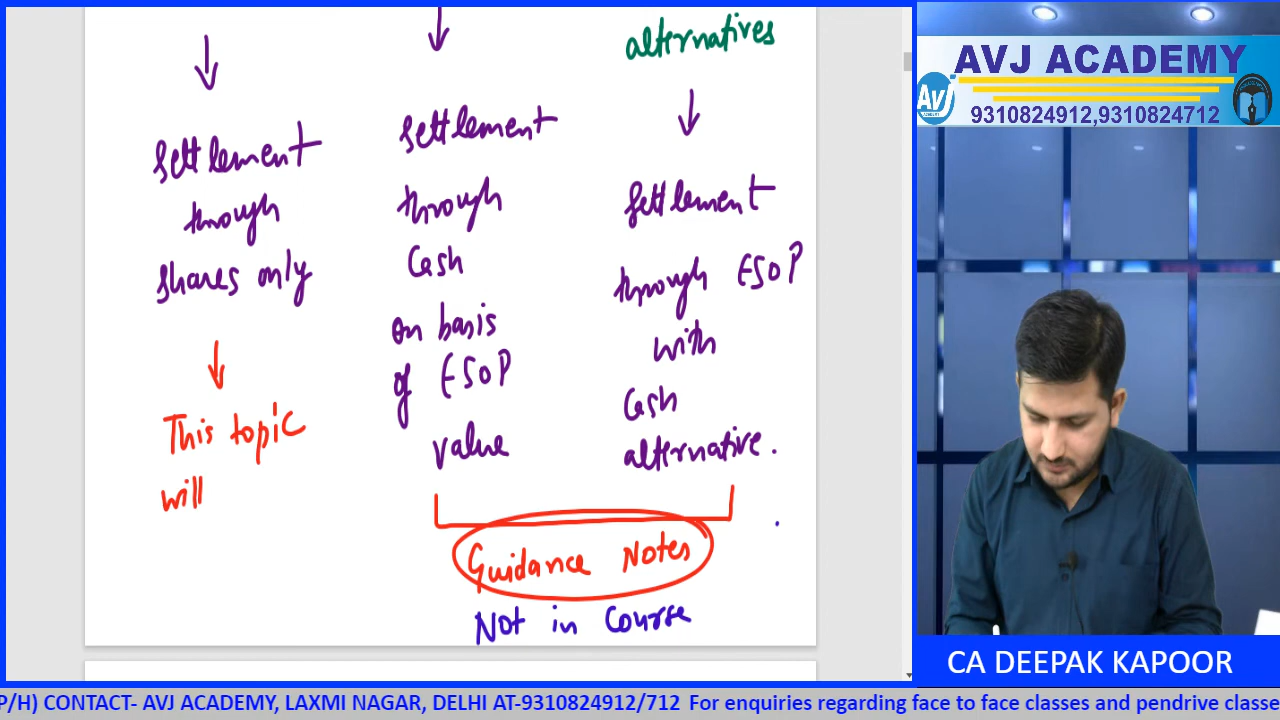 Settlement
through
shares only
This topic
will
Settlement
through
Cash
on basis
of ESOP
value
alternatives
Settlement
through ESOP
with
Cash
alternative.
Guidance Notes
Not in Course
AVJ ACADEMY
AVJ
ACADEMY
9310824912,9310824712
CA DEEPAK KAPOOR
P/H) CONTACT- AVJ ACADEMY, LAXMI NAGAR, DELHI AT-9310824912/712 For enquiries regarding face to face classes and pendrive classe